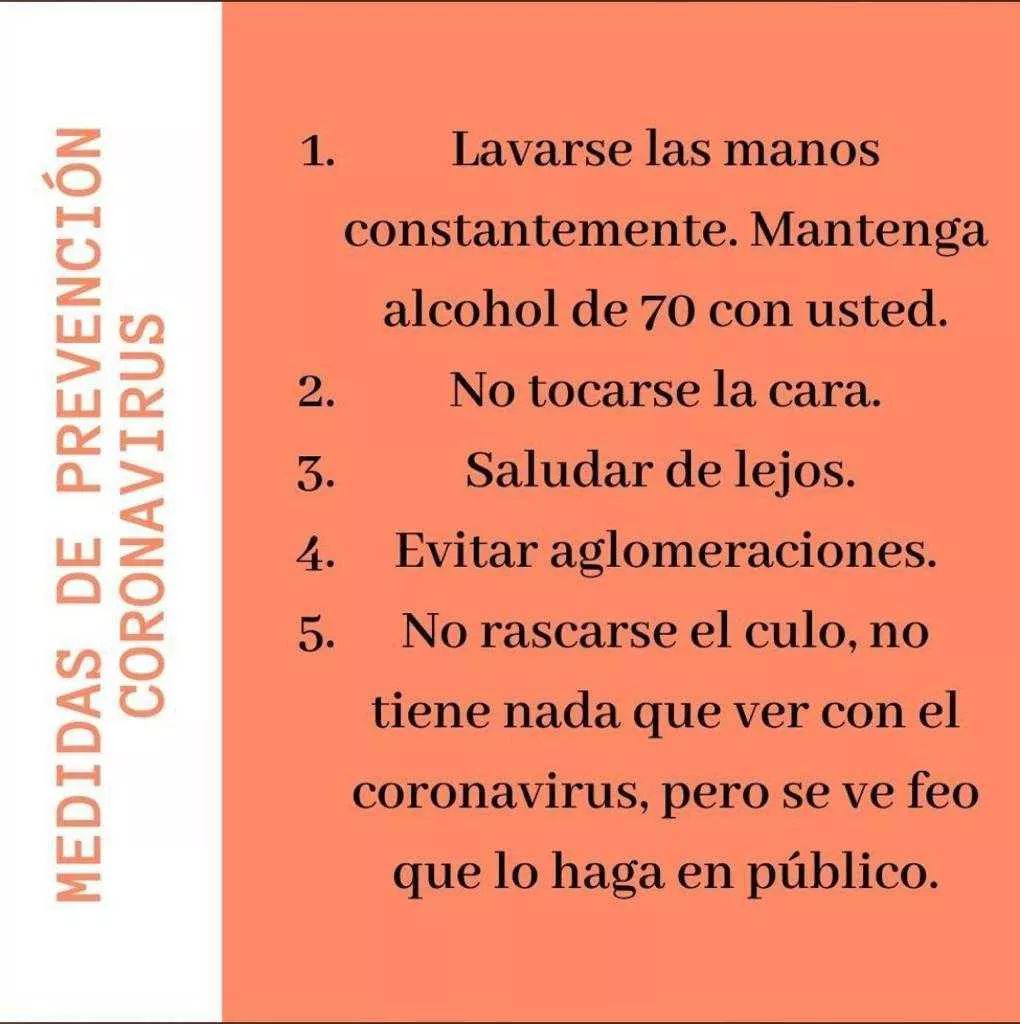 MEDIDAS DE PREVENCIÓN
CORONAVIRUS
1. Lavarse las manos
constantemente. Mantenga
alcohol de 70 con usted.
2. No tocarse la cara.
3. Saludar de lejos.
4. Evitar aglomeraciones.
5. No rascarse el culo, no
tiene nada que ver con el
coronavirus, pero se ve feo
que lo haga en público.